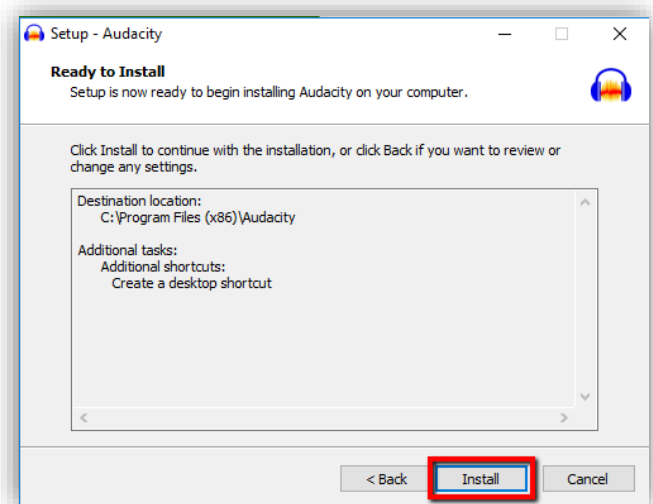 Setup - Audacity
Ready to Install
Setup is now ready to begin installing Audacity on your computer.
Click Install to continue with the installation, or click Back if you want to review or
change any settings.
Destination location:
C:\Program Files (x86)\Audacity
Additional tasks:
Additional shortcuts:
Create a desktop shortcut
< Back Install Cancel